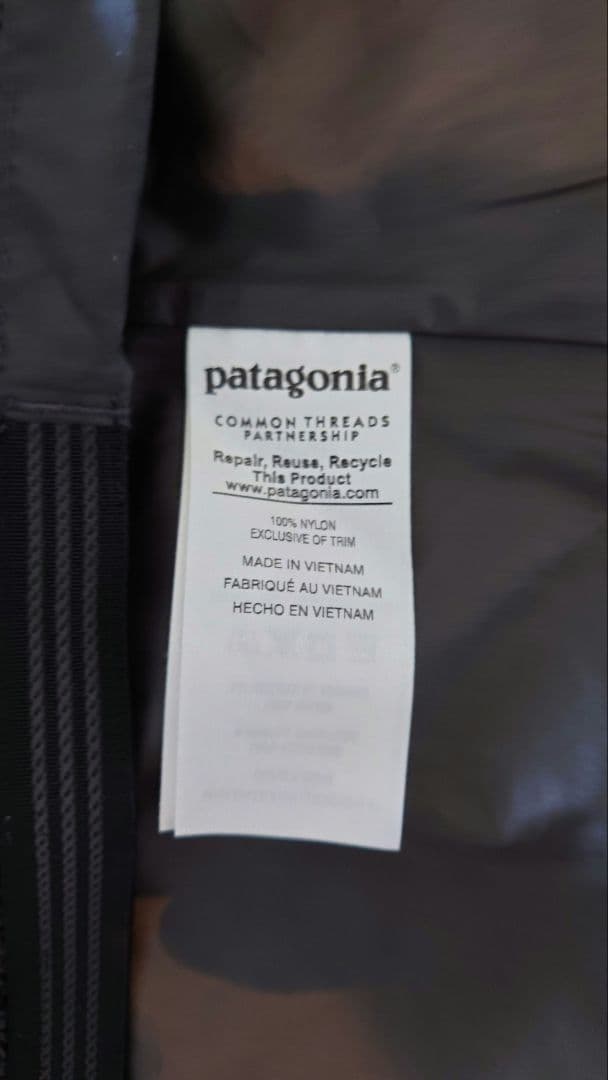 patagonia®
COMMON THREADS
PARTNERSHIP
Repair, Reuse, Recycle
This Product
www.patagonia.com
100% NYLON
EXCLUSIVE OF TRIM
MADE IN VIETNAM
FABRIQUÉ AU VIETNAM
HECHO EN VIETNAM